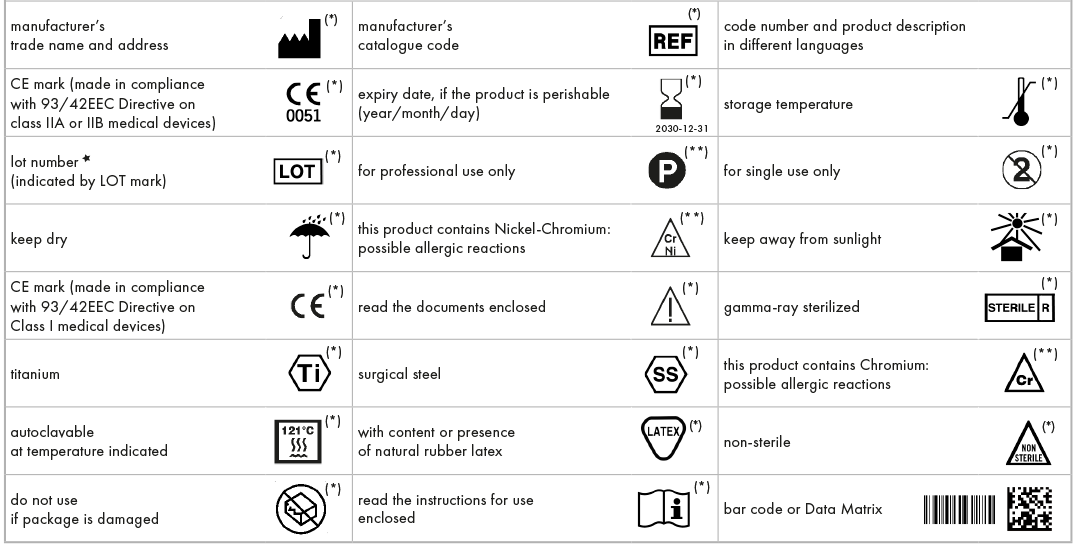 manufacturer's
trade name and address
(*)
manufacturer's
catalogue code
(*)
REF
code number and product description
in different languages
CE mark (made in compliance
with 93/42EEC Directive on
class IIA or IIB medical devices)
CE (*)
0051
expiry date, if the product is perishable
(year/month/day)
(*)
2030-12-31
storage temperature
(*)
lot number ★
(indicated by LOT mark)
LOT (*)
for professional use only
P (**)
for single use only
2 (*)
keep dry
(*)
this product contains Nickel-Chromium:
possible allergic reactions
(**)
Cr
Ni
keep away from sunlight
(*)
CE mark (made in compliance
with 93/42EEC Directive on
Class I medical devices)
CE (*)
read the documents enclosed
! (*)
gamma-ray sterilized
(*)
STERILE R
titanium
Ti (*)
surgical steel
SS (*)
this product contains Chromium:
possible allergic reactions
Cr (**)
autoclavable
at temperature indicated
121°C (*)
with content or presence
of natural rubber latex
LATEX (*)
non-sterile
(*)
NON
STERILE
do not use
if package is damaged
(*)
read the instructions for use
enclosed
i (*)
bar code or Data Matrix